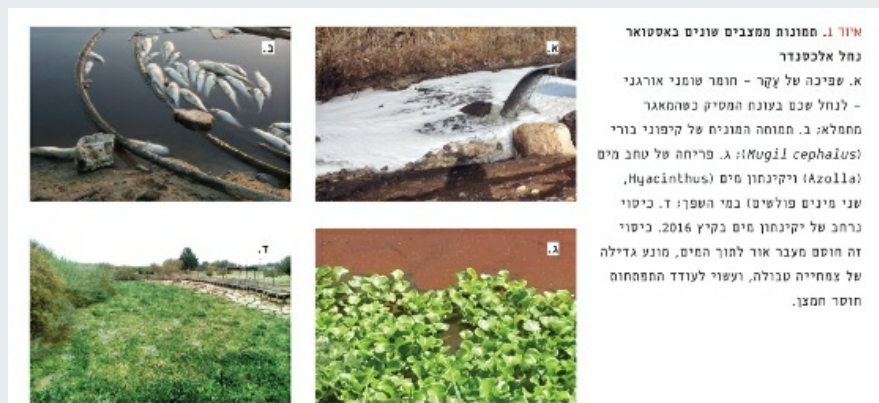 איור 1. תמונות ממצבים שונים באסטואר
נחל אלכסנדר
א. שפיכה של עֲקַר – חומר שומני אורגני
– לנחל שכם בעונת המסיק כשהמאגר
מתמלא; ב. תמותה המונית של קיפוני בורי
(Mugil cephalus); ג. פריחה של טחב מים
(Azolla) ויקינתון מים (Hyacinthus,
שני מינים פולשים) במי השפך; ד. כיסוי
נרחב של יקינתון מים בקיץ 2016. כיסוי
זה חוסם מעבר אור לתוך המים, מונע גדילה
של צמחייה טבולה, ועשוי לעודד התפתחות
חוסר חמצן.
א.
ב.
ג.
ד.